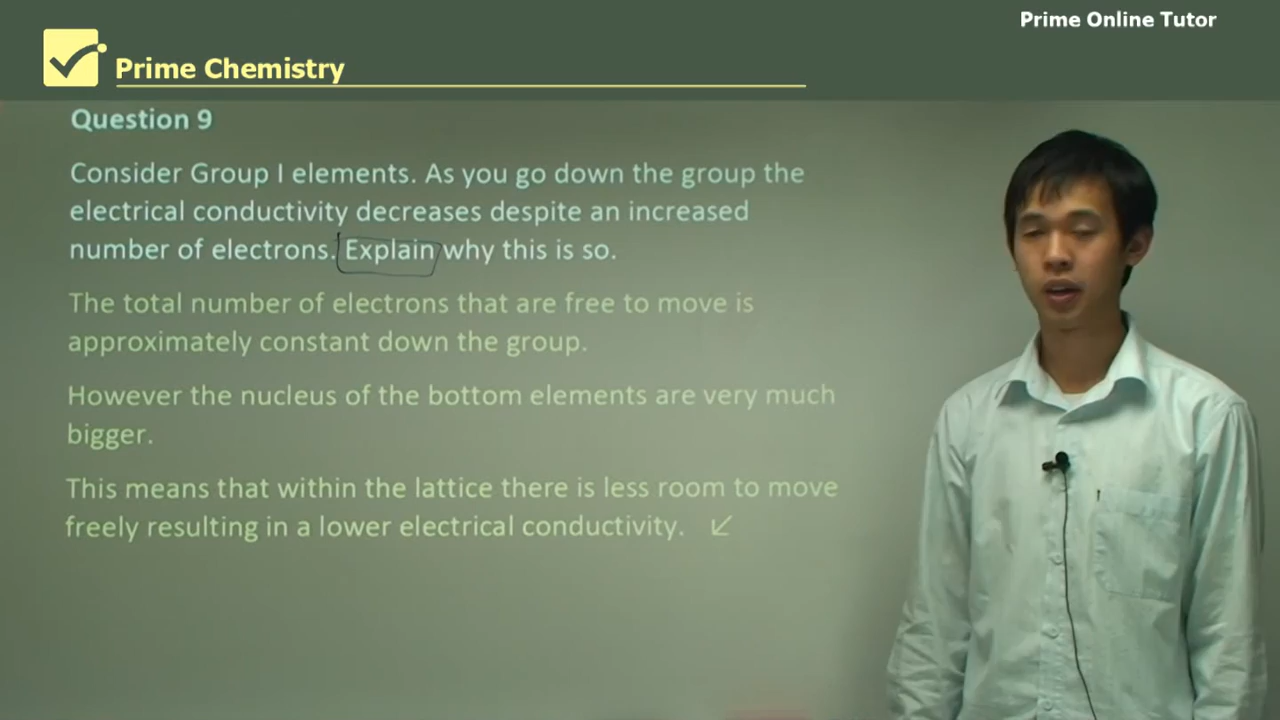 Prime Online Tutor
Prime Chemistry
Question 9
Consider Group I elements. As you go down the group the
electrical conductivity decreases despite an increased
number of electrons. Explain why this is so.
The total number of electrons that are free to move is
approximately constant down the group.
However the nucleus of the bottom elements are very much
bigger.
This means that within the lattice there is less room to move
freely resulting in a lower electrical conductivity.